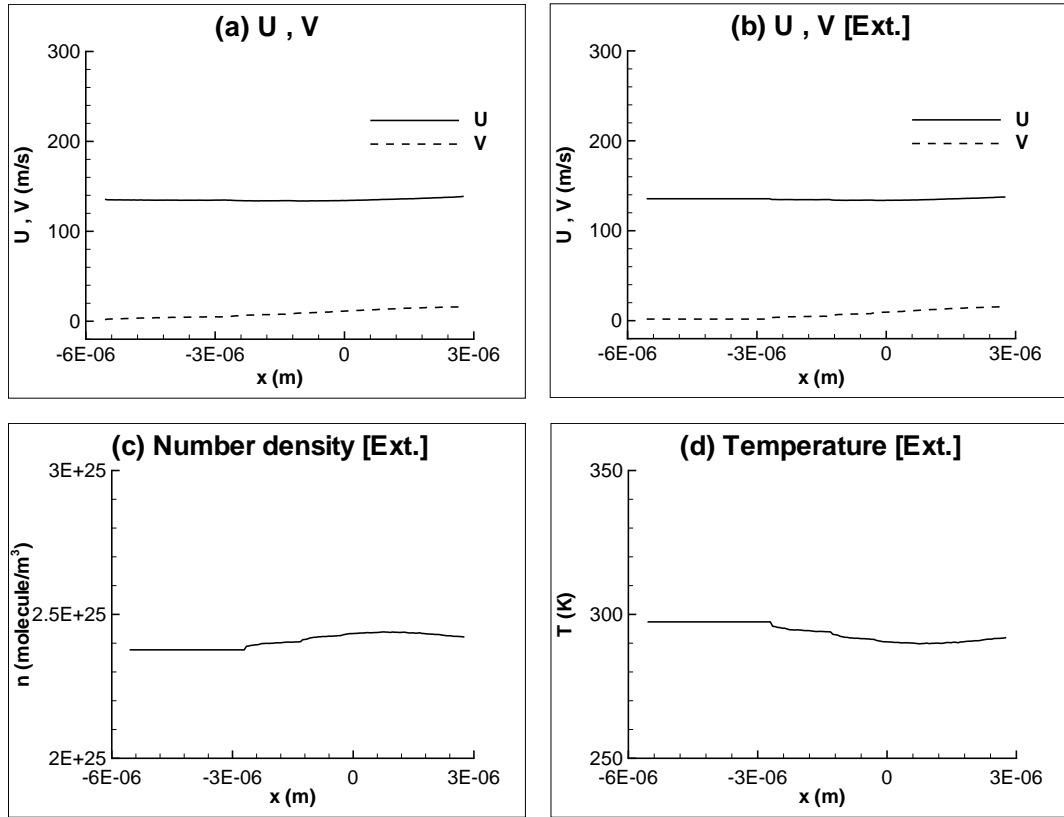 (a) U , V
300
200
100
0
U , V (m/s)
U
V
-6E-06 -3E-06 0 3E-06
x (m)
(b) U , V [Ext.]
300
200
100
0
U , V (m/s)
U
V
-6E-06 -3E-06 0 3E-06
x (m)
(c) Number density [Ext.]
3E+25
2.5E+25
2E+25
n (molecule/m³)
-6E-06 -3E-06 0 3E-06
x (m)
(d) Temperature [Ext.]
350
300
250
T (K)
-6E-06 -3E-06 0 3E-06
x (m)